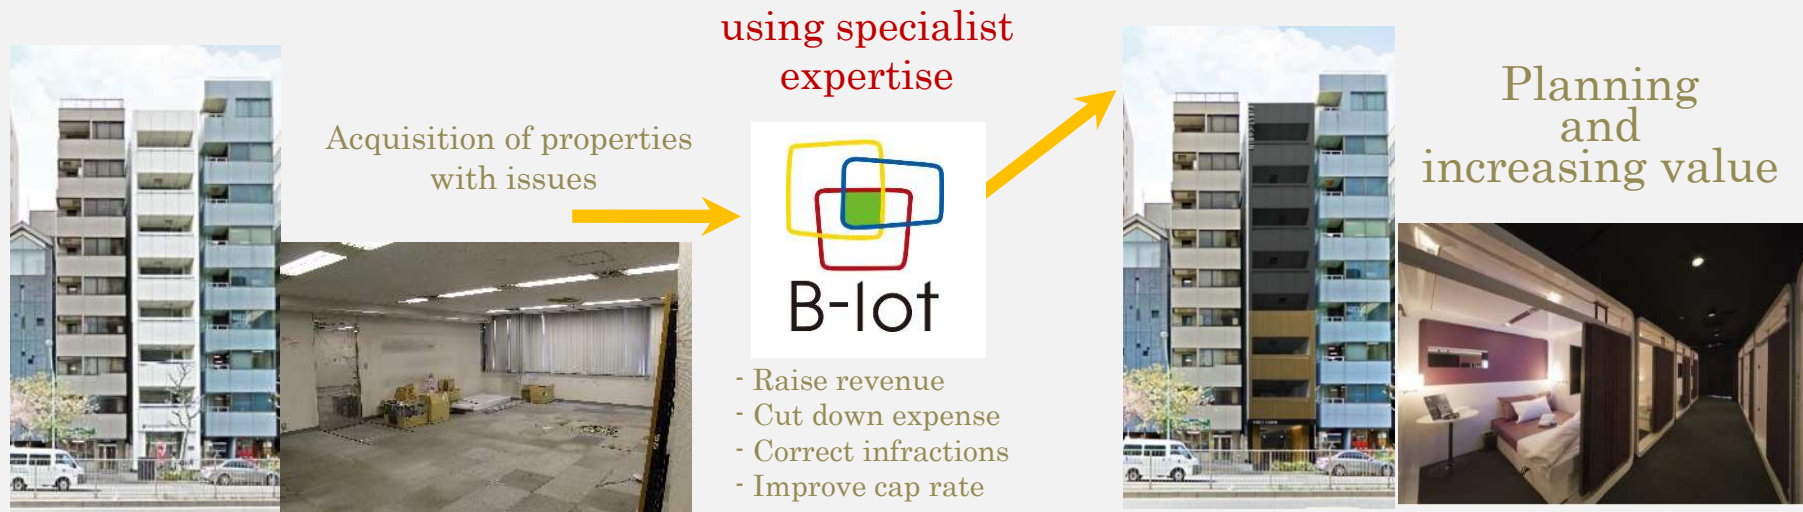 Acquisition of properties
with issues
using specialist
expertise
B-lot
- Raise revenue
- Cut down expense
- Correct infractions
- Improve cap rate
Planning
and
increasing value